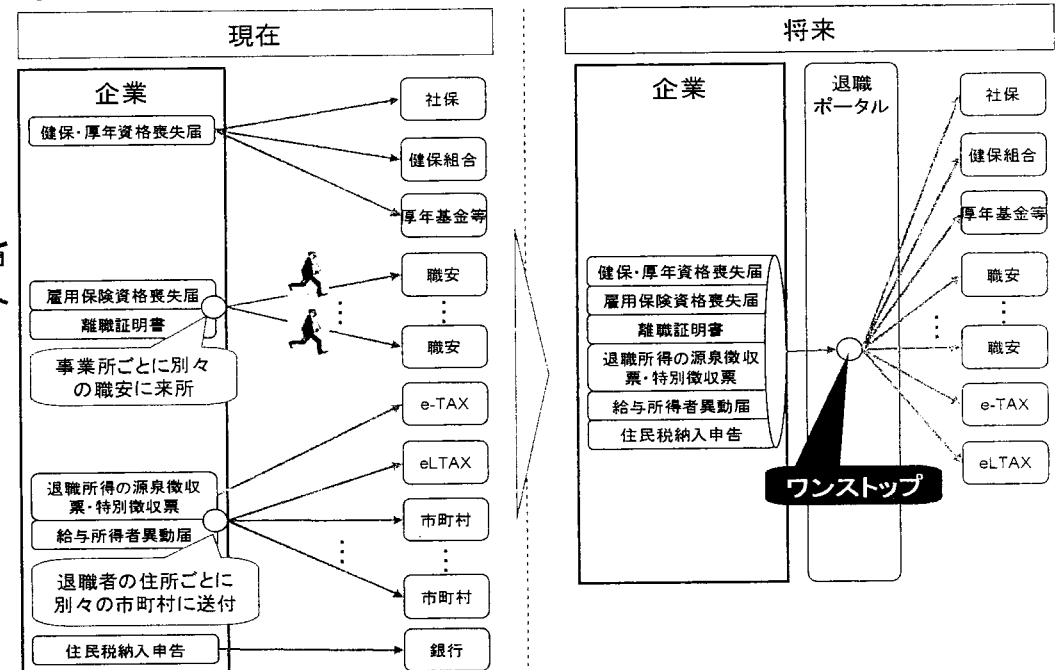 現在
企業
健保・厚年資格喪失届
社保
健保組合
厚年基金等
雇用保険資格喪失届
離職証明書
職安
職安
事業所ごとに別々
の職安に来所
e-TAX
eLTAX
退職所得の源泉徴収
票・特別徴収票
給与所得者異動届
市町村
市町村
退職者の住所ごとに
別々の市町村に送付
住民税納入申告
銀行
将来
企業
退職
ポータル
健保・厚年資格喪失届
雇用保険資格喪失届
離職証明書
退職所得の源泉徴収
票・特別徴収票
給与所得者異動届
住民税納入申告
ワンストップ
社保
健保組合
厚年基金等
職安
職安
e-TAX
eLTAX